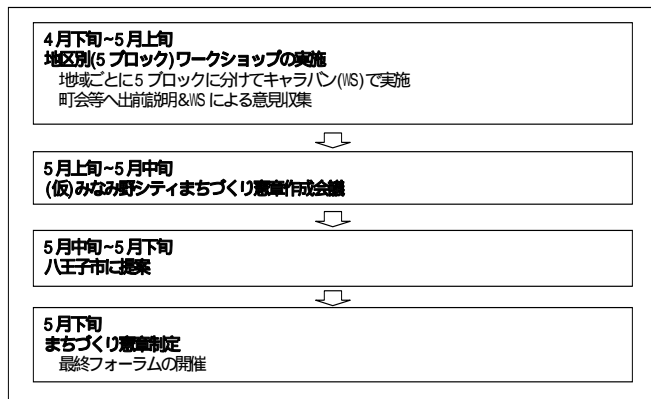 4月下旬~5月上旬
地区別(5 ブロック)ワークショップの実施
地域ごとに5 ブロックに分けてキャラバン(WS)で実施
町会等へ出前説明&WS による意見収集
5月上旬~5月中旬
(仮)みなみ野シティまちづくり憲章作成会議
5月中旬~5月下旬
八王子市に提案
5月下旬
まちづくり憲章制定
最終フォーラムの開催